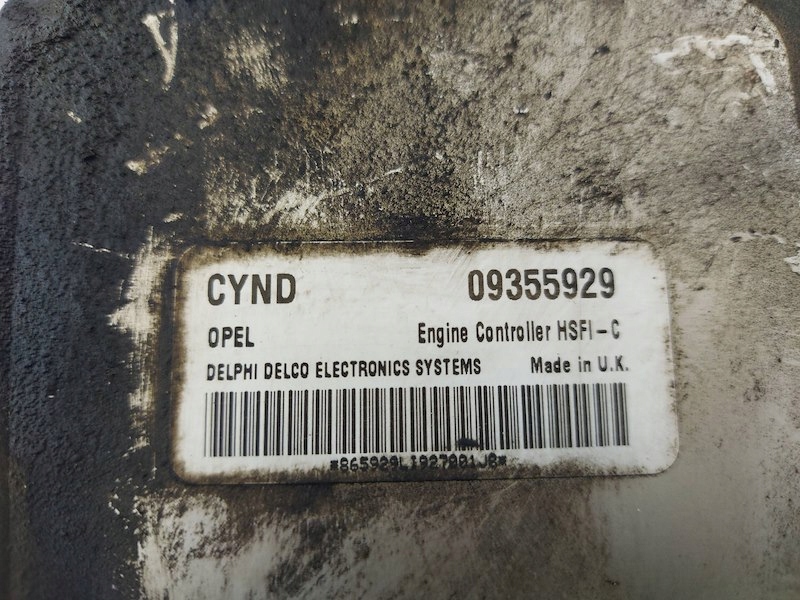 CYND 09355929
OPEL Engine Controller HSFI-C
DELPHI DELCO ELECTRONICS SYSTEMS Made in U.K.